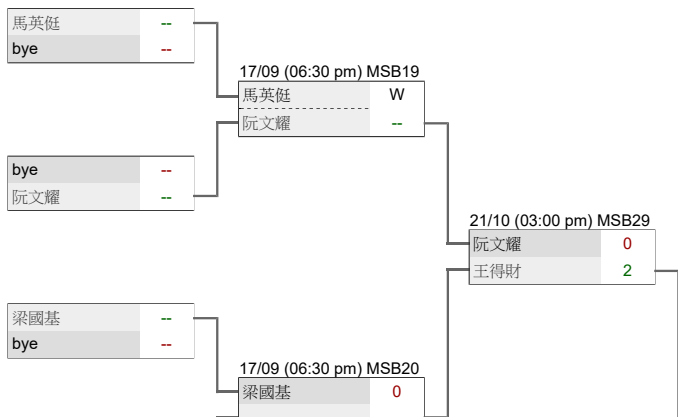 馬英侹 --
bye --
17/09 (06:30 pm) MSB19
馬英侹 W
阮文耀 --
bye --
阮文耀 --
21/10 (03:00 pm) MSB29
阮文耀 0
王得財 2
梁國基 --
bye --
17/09 (06:30 pm) MSB20
梁國基 0